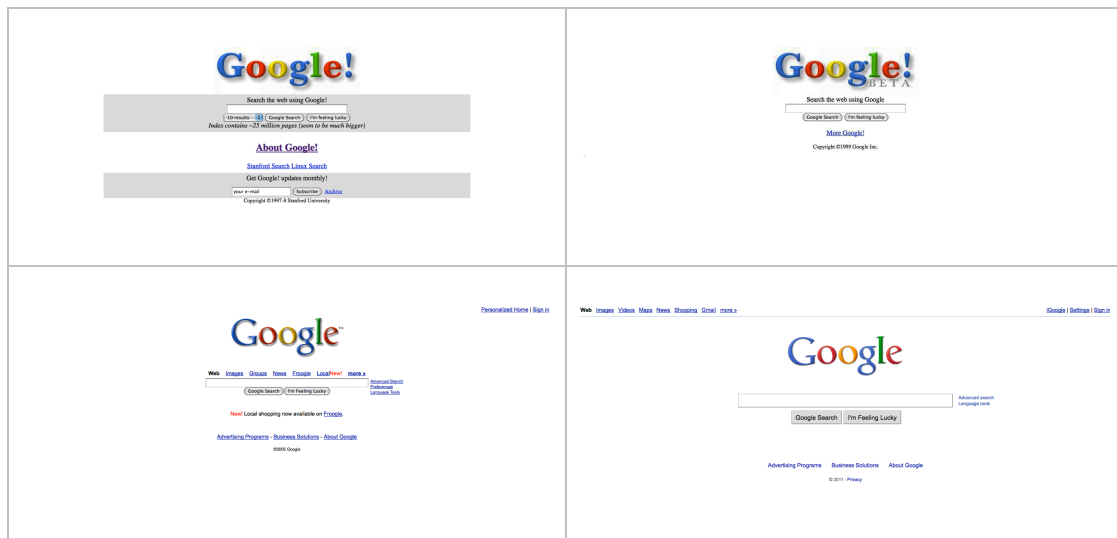 Google!
Search the web using Google!
10 results Google Search I'm feeling lucky
Index contains ~25 million pages (soon to be much bigger)
About Google!
Stanford Search Linux Search
Get Google! updates monthly!
your e-mail Subscribe Archive
Copyright ©1997-8 Stanford University
Google!
BETA
Search the web using Google
Google Search I'm feeling lucky
More Google!
Copyright ©1999 Google Inc.
Personalized Home | Sign in
Google™
Web Images Groups News Froogle LocalNew! more »
Advanced Search
Preferences
Language Tools
Google Search I'm Feeling Lucky
New! Local shopping now available on Froogle.
Advertising Programs - Business Solutions - About Google
©2005 Google
Web Images Videos Maps News Shopping Gmail more » iGoogle | Settings | Sign in
Google
Advanced search
Language tools
Google Search I'm Feeling Lucky
Advertising Programs Business Solutions About Google
© 2011 - Privacy